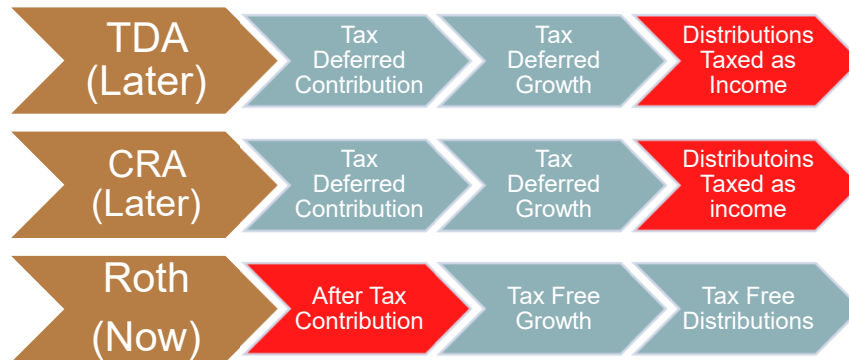 TDA
(Later)
Tax
Deferred
Contribution
Tax
Deferred
Growth
Distributions
Taxed as
Income
CRA
(Later)
Tax
Deferred
Contribution
Tax
Deferred
Growth
Distributoins
Taxed as
income
Roth
(Now)
After Tax
Contribution
Tax Free
Growth
Tax Free
Distributions